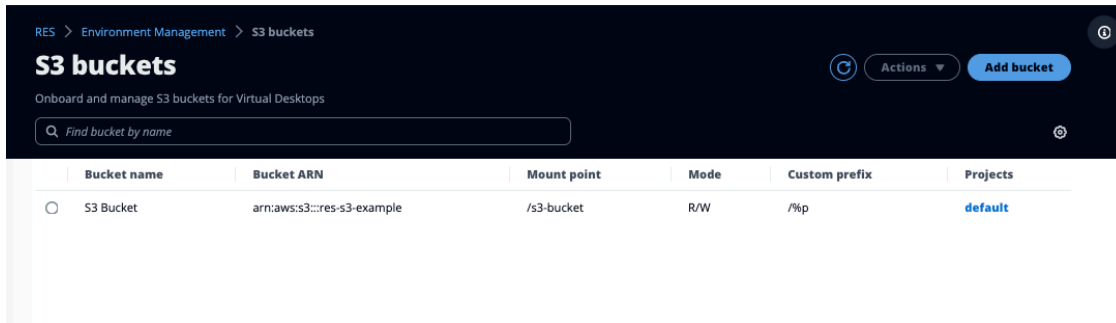 RES > Environment Management > S3 buckets
S3 buckets
Actions
Add bucket
Onboard and manage S3 buckets for Virtual Desktops
Find bucket by name
Bucket name Bucket ARN Mount point Mode Custom prefix Projects
S3 Bucket arn:aws:s3:::res-s3-example /s3-bucket R/W /%p default